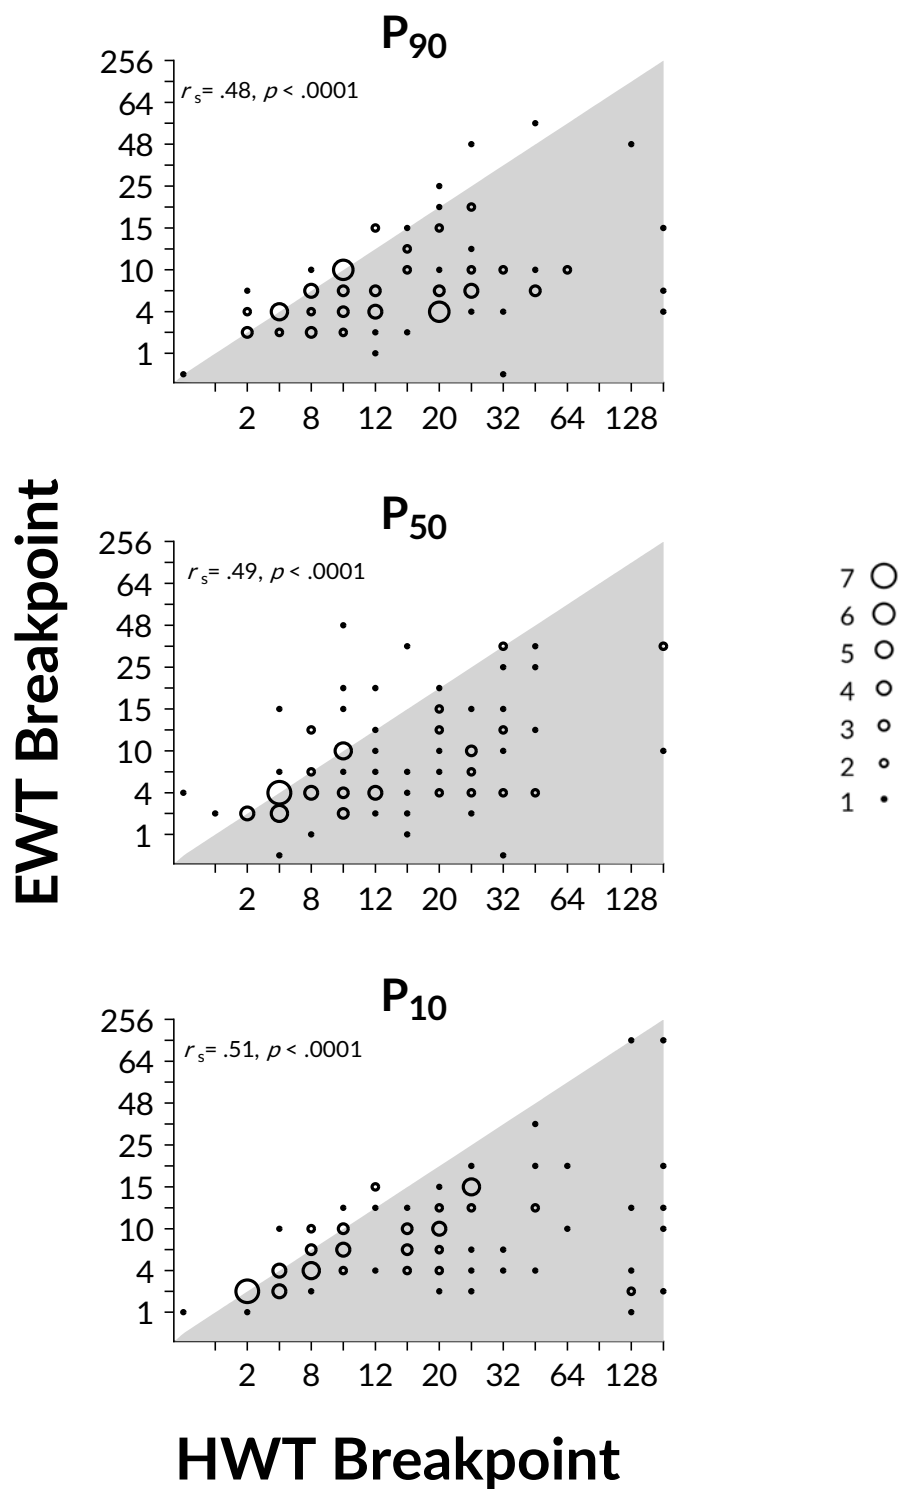 P90
256
64
48
25
15
10
4
1
rs= .48, p < .0001
2 8 12 20 32 64 128
EWT Breakpoint
P50
256
64
48
25
15
10
4
1
rs= .49, p < .0001
2 8 12 20 32 64 128
7
6
5
4
3
2
1
P10
256
64
48
25
15
10
4
1
rs= .51, p < .0001
2 8 12 20 32 64 128
HWT Breakpoint